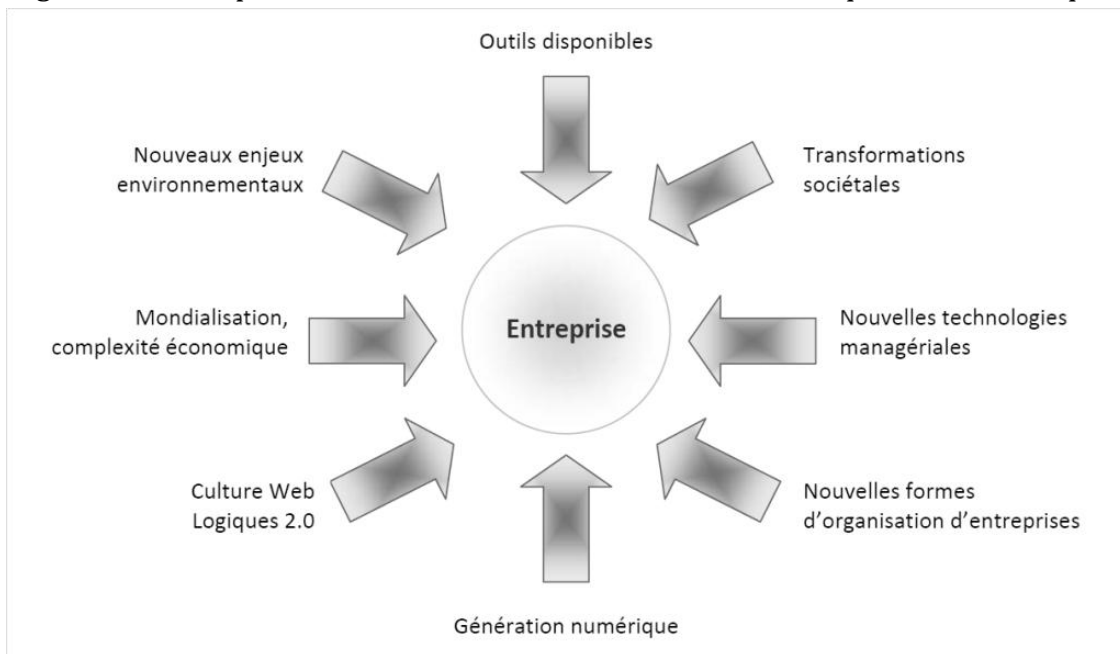 Outils disponibles
Nouveaux enjeux
environnementaux
Transformations
sociétales
Mondialisation,
complexité économique
Entreprise
Nouvelles technologies
managériales
Culture Web
Logiques 2.0
Nouvelles formes
d'organisation d'entreprises
Génération numérique